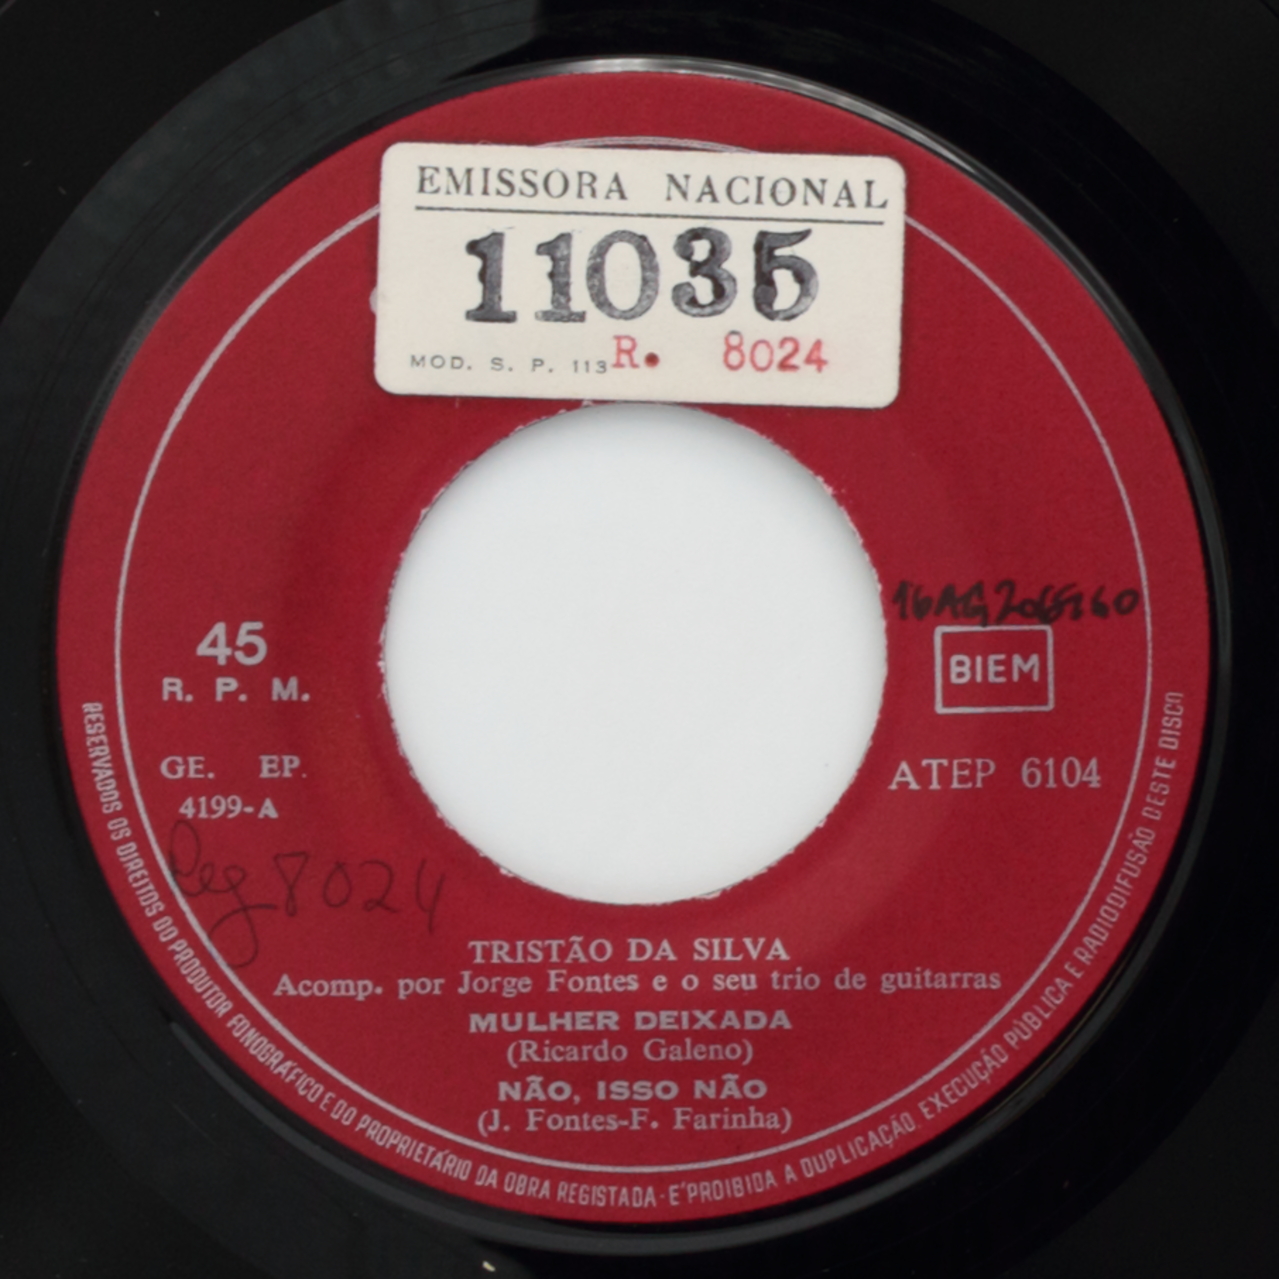 EMISSORA NACIONAL
11035
MOD. S. P. 113 R. 8024
45
R. P. M.
BIEM
GE. EP.
4199-A
ATEP 6104
Reg 8024
TRISTÃO DA SILVA
Acomp. por Jorge Fontes e o seu trio de guitarras
MULHER DEIXADA
(Ricardo Galeno)
NÃO, ISSO NÃO
(J. Fontes-F. Farinha)
RESERVADOS OS DIREITOS DO PRODUTOR FONOGRÁFICO E DO PROPRIETÁRIO DA OBRA REGISTADA · E'PROIBIDA A DUPLICAÇÃO, EXECUÇÃO PÚBLICA E RADIODIFUSÃO DESTE DISCO